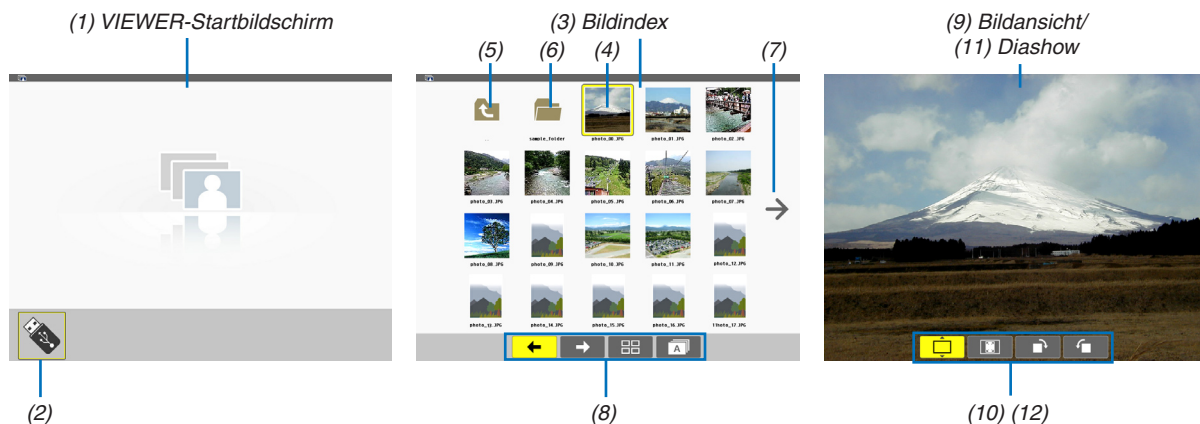 (1) VIEWER-Startbildschirm
(3) Bildindex
(9) Bildansicht/
(11) Diashow
(5)
(6)
(4)
(7)
sample_folder
photo_00.JPG
photo_01.JPG
photo_02.JPG
photo_03.JPG
photo_04.JPG
photo_05.JPG
photo_06.JPG
photo_07.JPG
photo_08.JPG
photo_09.JPG
photo_10.JPG
photo_11.JPG
photo_12.JPG
photo_13.JPG
photo_14.JPG
photo_15.JPG
photo_16.JPG
photo_17.JPG
A
(2)
(8)
(10) (12)